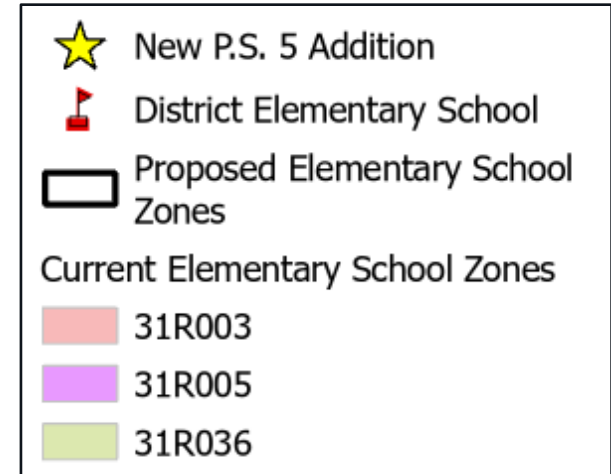 New P.S. 5 Addition
District Elementary School
Proposed Elementary School
Zones
Current Elementary School Zones
31R003
31R005
31R036